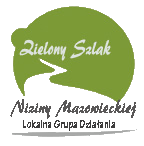 Zielony Szlak
Niziny Mazowieckiej
Lokalna Grupa Działania